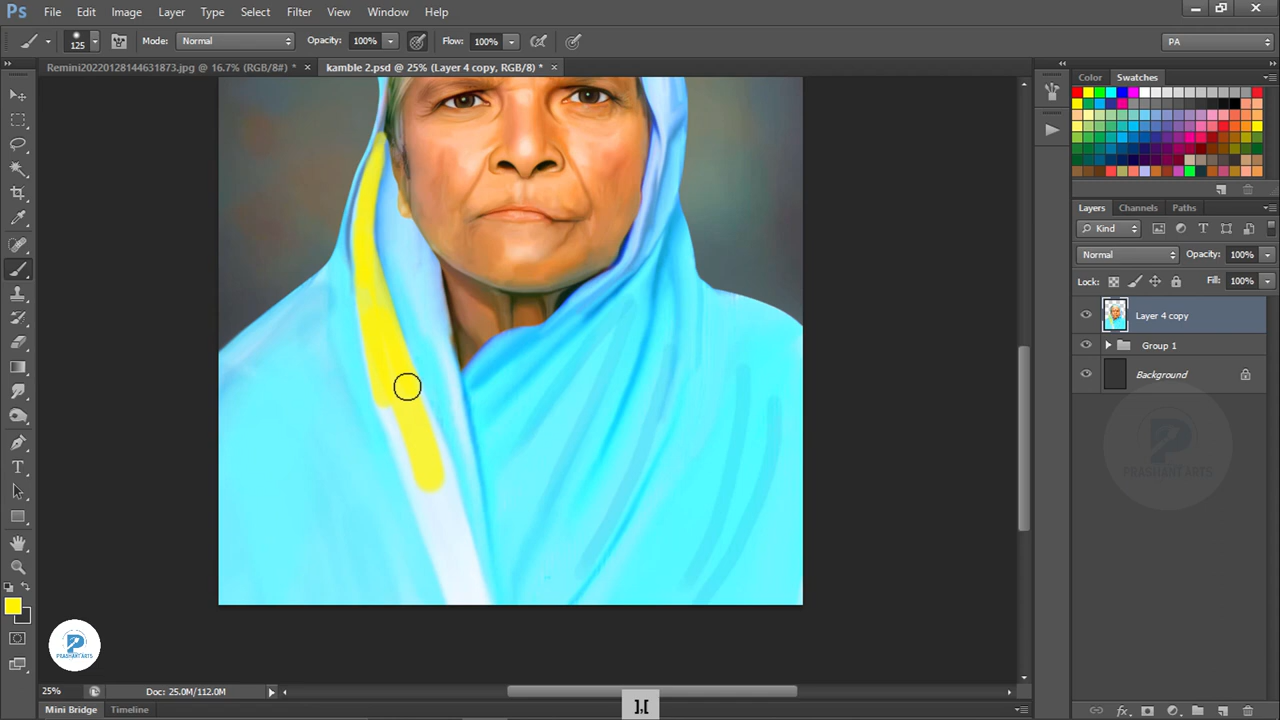 Ps File Edit Image Layer Type Select Filter View Window Help
125 Mode: Normal Opacity: 100% Flow: 100% PA
Remini20220128144631873.jpg @ 16.7% (RGB/8#) * × kamble 2.psd @ 25% (Layer 4 copy, RGB/8) * ×
Color Swatches
Layers Channels Paths
Kind
Normal Opacity: 100%
Lock: Fill: 100%
Layer 4 copy
Group 1
Background
PRASHANT ARTS
PRASHANT ARTS
25% Doc: 25.0M/112.0M
],[
Mini Bridge Timeline